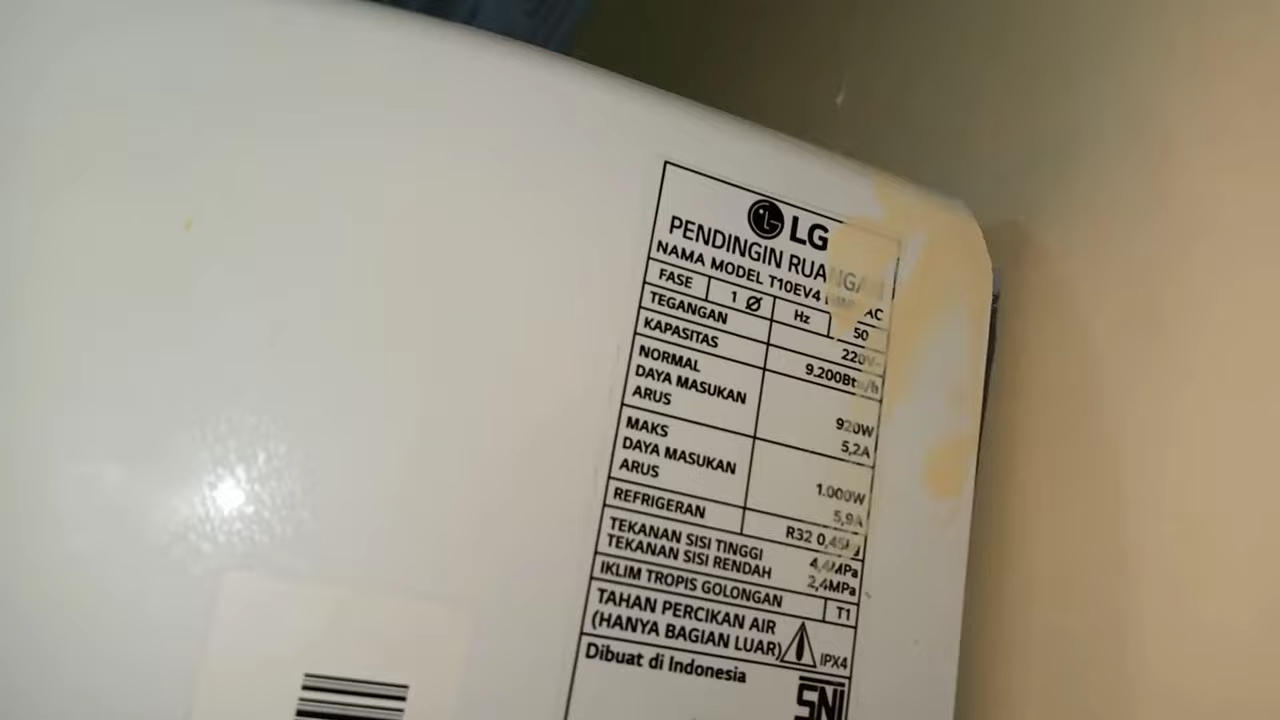 LG
PENDINGIN RUANGAN
NAMA MODEL T10EV4 AC
FASE 1 Ø Hz 50
TEGANGAN 220V~
KAPASITAS 9.200Btu/h
NORMAL
DAYA MASUKAN 920W
ARUS 5,2A
MAKS
DAYA MASUKAN 1.000W
ARUS 5,9A
REFRIGERAN R32 0,45kg
TEKANAN SISI TINGGI 4,4MPa
TEKANAN SISI RENDAH 2,4MPa
IKLIM TROPIS GOLONGAN T1
TAHAN PERCIKAN AIR
(HANYA BAGIAN LUAR) IPX4
Dibuat di Indonesia
SNI